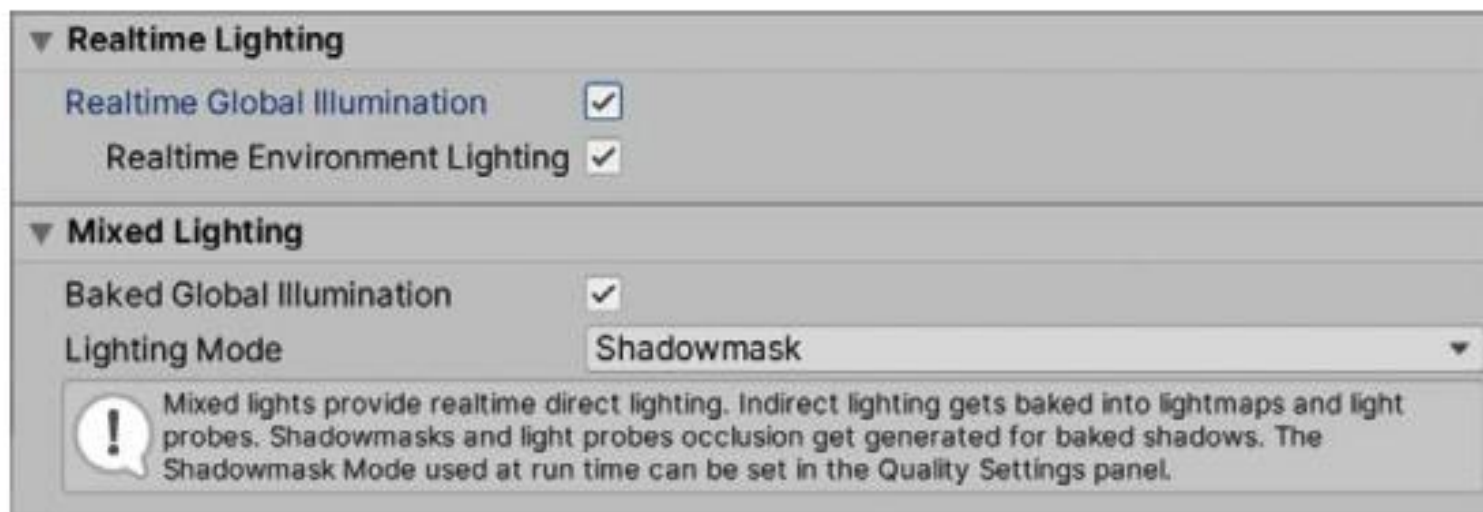 Realtime Lighting
Realtime Global Illumination
Realtime Environment Lighting
Mixed Lighting
Baked Global Illumination
Lighting Mode Shadowmask
Mixed lights provide realtime direct lighting. Indirect lighting gets baked into lightmaps and light
probes. Shadowmasks and light probes occlusion get generated for baked shadows. The
Shadowmask Mode used at run time can be set in the Quality Settings panel.